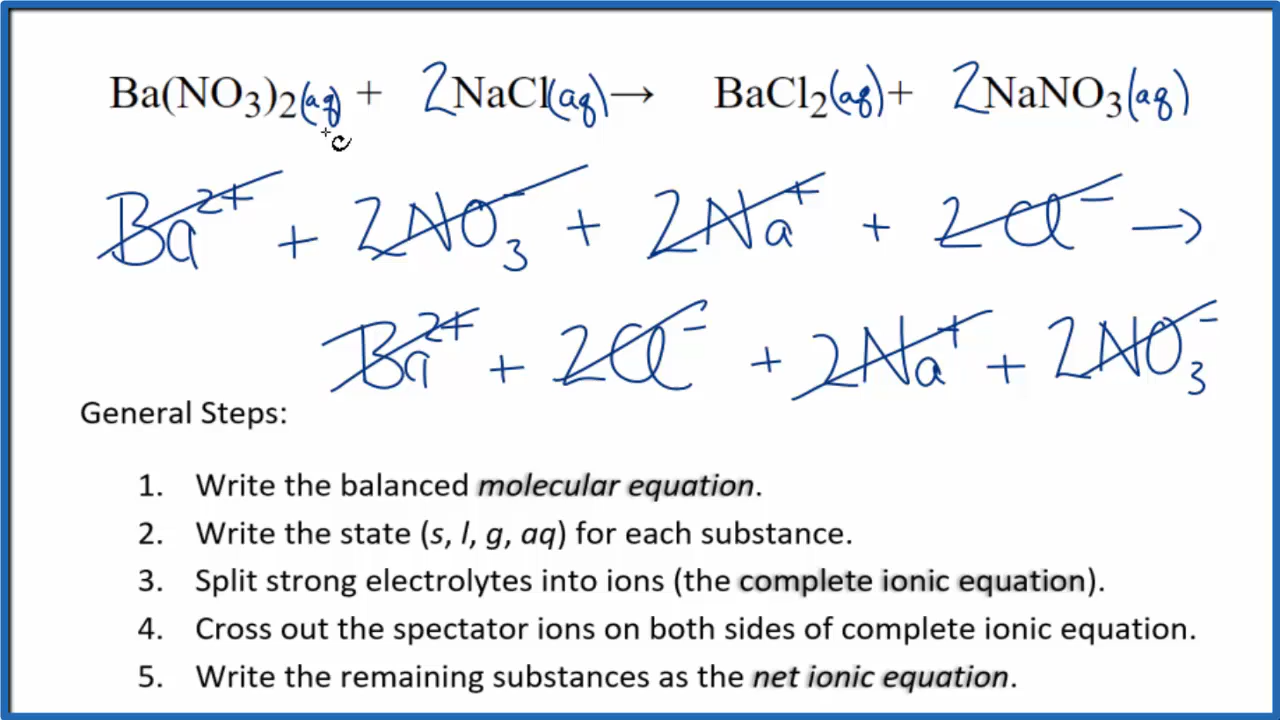 Ba(NO₃)₂(aq) + 2NaCl(aq) → BaCl₂(aq) + 2NaNO₃(aq)
Ba²⁺ + 2NO₃⁻ + 2Na⁺ + 2Cl⁻ →
Ba²⁺ + 2Cl⁻ + 2Na⁺ + 2NO₃⁻
General Steps:
1. Write the balanced molecular equation.
2. Write the state (s, l, g, aq) for each substance.
3. Split strong electrolytes into ions (the complete ionic equation).
4. Cross out the spectator ions on both sides of complete ionic equation.
5. Write the remaining substances as the net ionic equation.